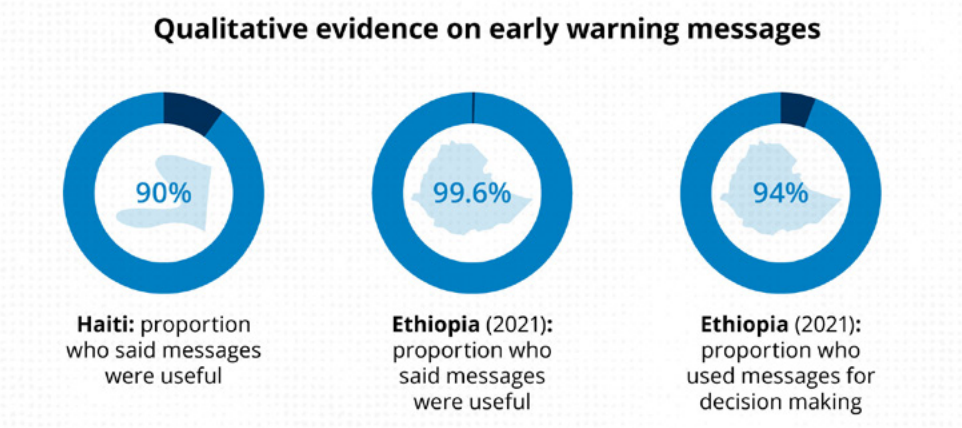 Qualitative evidence on early warning messages
90%
99.6%
94%
Haiti: proportion
who said messages
were useful
Ethiopia (2021):
proportion who
said messages
were useful
Ethiopia (2021):
proportion who
used messages for
decision making